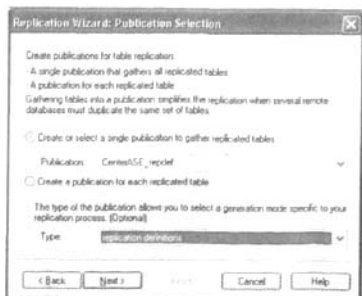 Replication Wizard: Publication Selection
Create publications for table replication:
- A single publication that gathers all replicated tables
- A publication for each replicated table
Gathering tables into a publication simplifies the replication when several remote
databases must duplicate the same set of tables
Create or select a single publication to gather replicated tables
Publication: CenterASE_repdef
Create a publication for each replicated table
The type of the publication allows you to select a generation mode specific to your
replication process. (Optional)
Type: replication definitions
< Back Next > Cancel Help